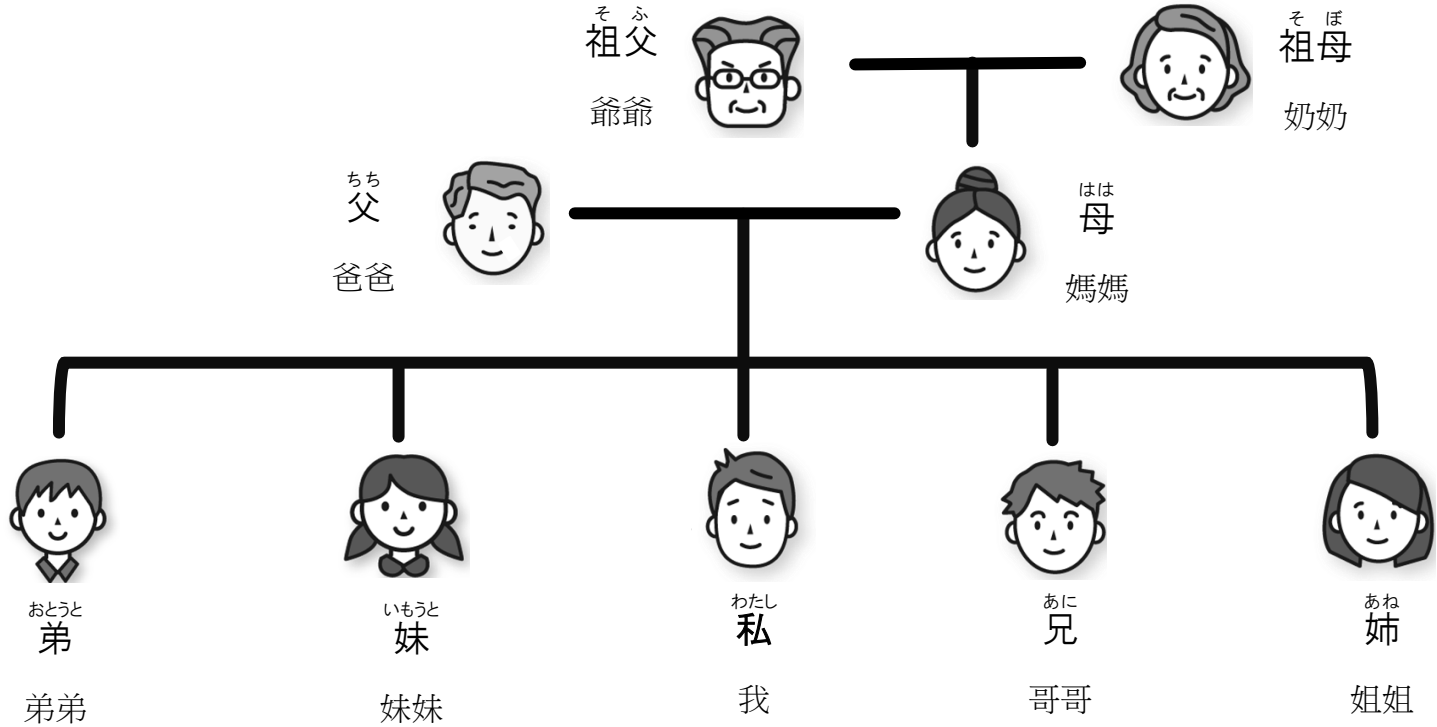 そふ
祖父
爺爺
そぼ
祖母
奶奶
ちち
父
爸爸
はは
母
媽媽
おとうと
弟
弟弟
いもうと
妹
妹妹
わたし
私
我
あに
兄
哥哥
あね
姉
姐姐